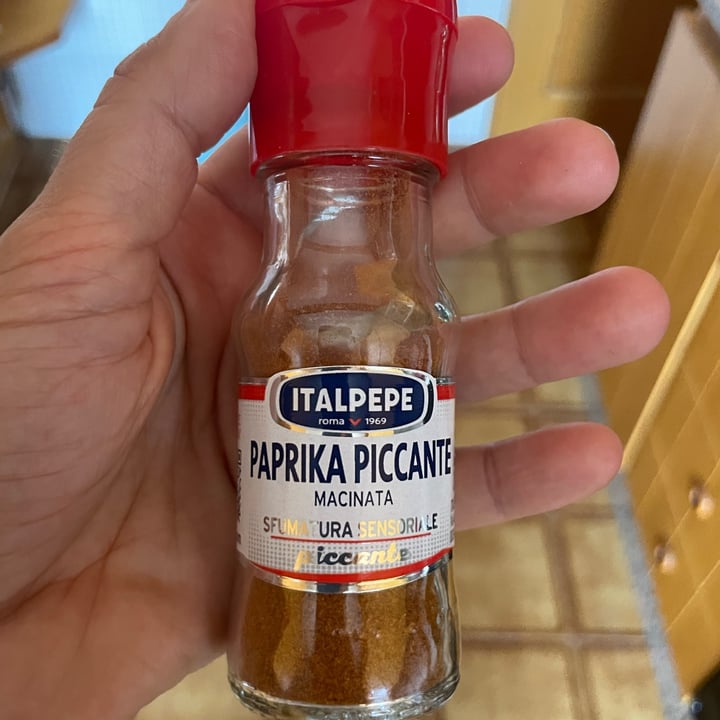 ITALPEPE
roma 1969
PAPRIKA PICCANTE
MACINATA
SFUMATURA SENSORIALE
piccante